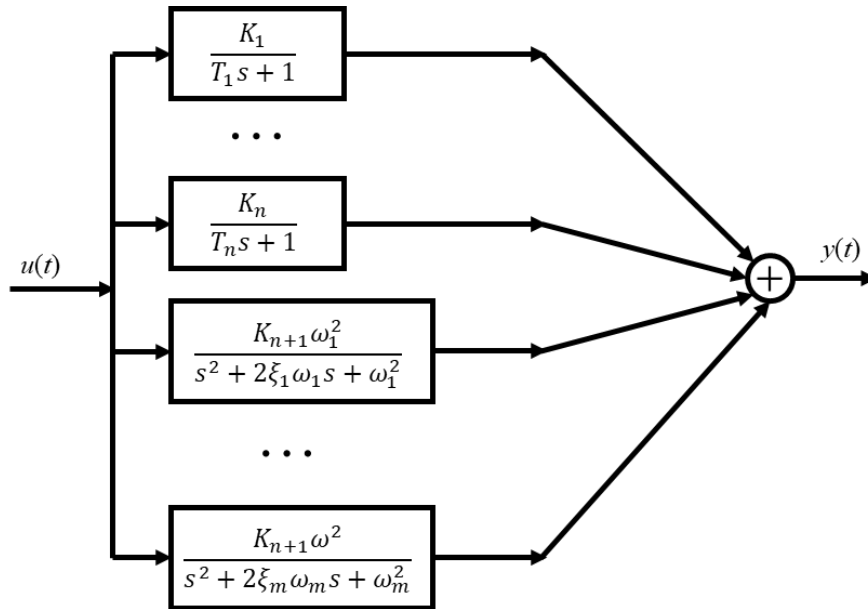 K₁
T₁s + 1
···
Kₙ
Tₙs + 1
u(t)
y(t)
+
Kₙ₊₁ω₁²
s² + 2ξ₁ω₁s + ω₁²
···
Kₙ₊₁ω²
s² + 2ξₘωₘs + ωₘ²